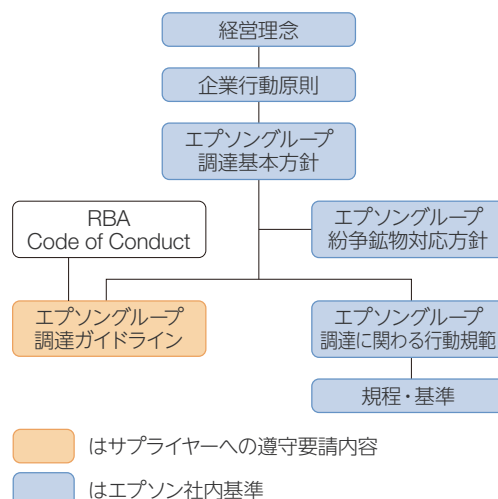 経営理念
企業行動原則
エプソングループ
調達基本方針
RBA
Code of Conduct
エプソングループ
紛争鉱物対応方針
エプソングループ
調達ガイドライン
エプソングループ
調達に関わる行動規範
規程・基準
はサプライヤーへの遵守要請内容
はエプソン社内基準